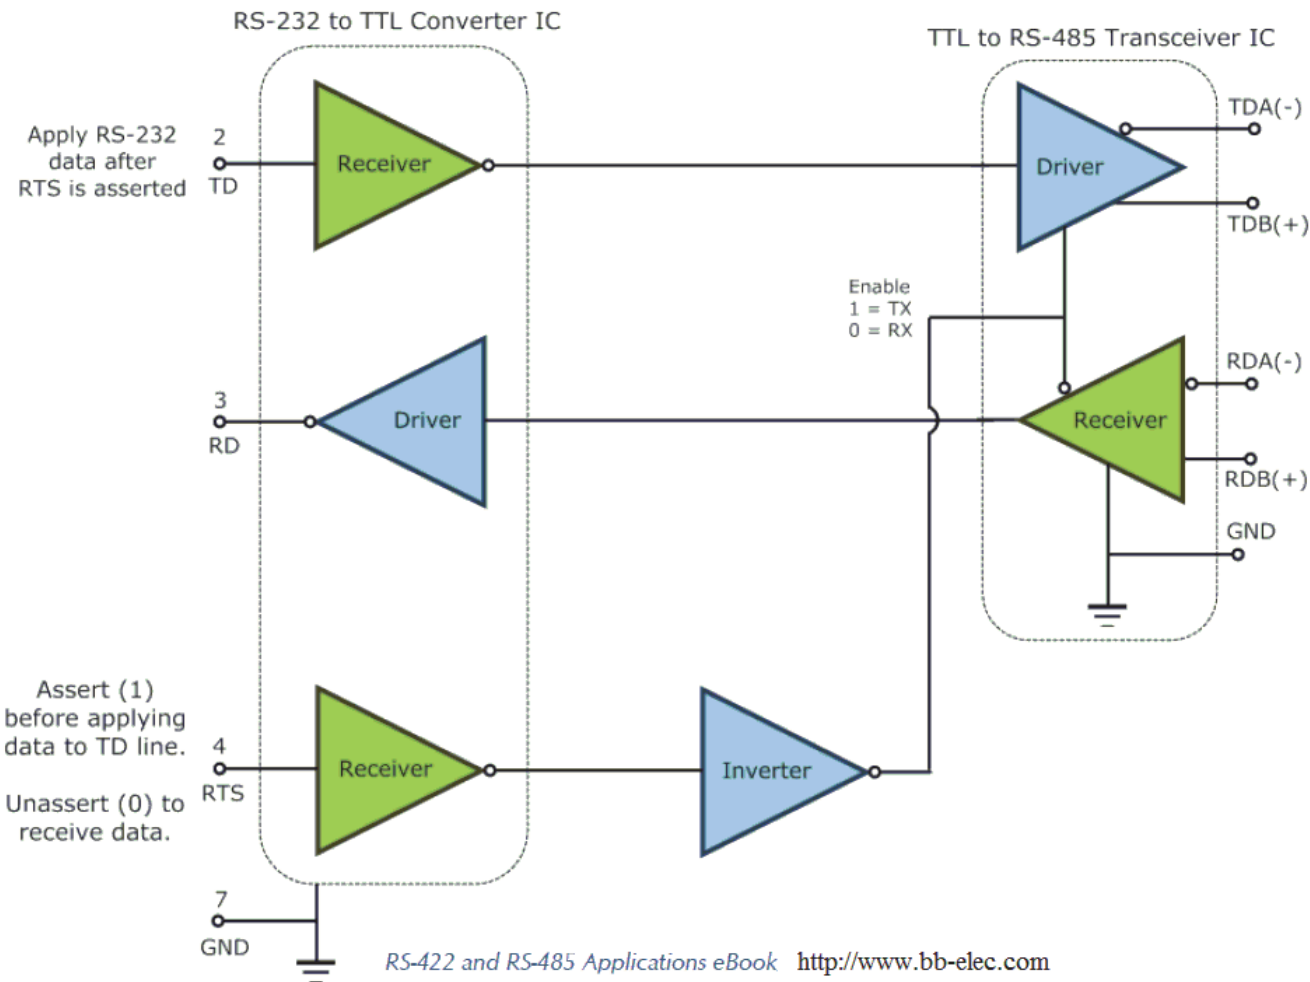 RS-232 to TTL Converter IC
TTL to RS-485 Transceiver IC
Apply RS-232
data after
RTS is asserted
2
TD
Receiver
Driver
TDA(-)
TDB(+)
Enable
1 = TX
0 = RX
3
RD
Driver
Receiver
RDA(-)
RDB(+)
GND
Assert (1)
before applying
data to TD line.
Unassert (0) to
receive data.
4
RTS
Receiver
Inverter
7
GND
RS-422 and RS-485 Applications eBook http://www.bb-elec.com